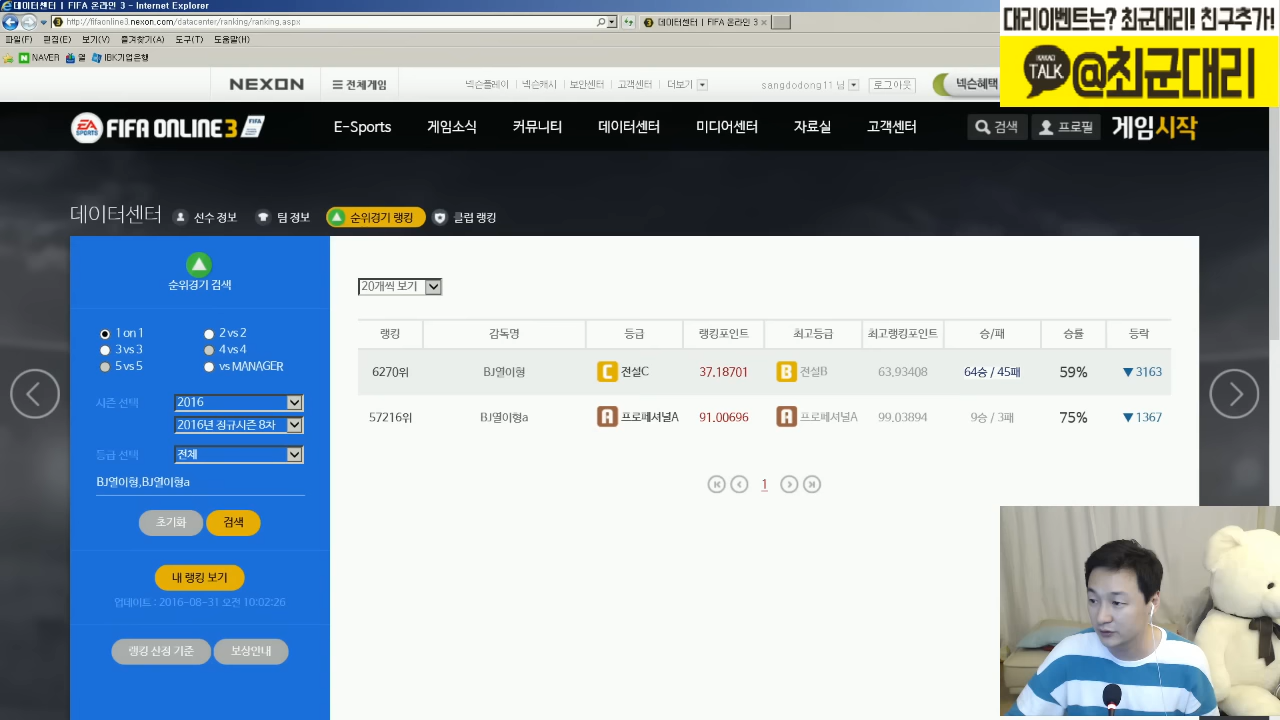 데이터센터 | FIFA 온라인 3 - Internet Explorer
http://fifaonline3.nexon.com/datacenter/ranking/ranking.aspx
데이터센터 | FIFA 온라인 3
파일(F) 편집(E) 보기(V) 즐겨찾기(A) 도구(T) 도움말(H)
NAVER 옐 IBK기업은행
대리이벤트는? 최군대리! 친구추가!
TALK @최군대리
NEXON 전체게임 넥슨플레이 넥슨캐시 보안센터 고객센터 더보기 sangdodong11 님 로그아웃 넥슨혜택
EA SPORTS FIFA ONLINE 3 FIFA E-Sports 게임소식 커뮤니티 데이터센터 미디어센터 자료실 고객센터 검색 프로필 게임시작
데이터센터 선수 정보 팀 정보 순위경기 랭킹 클럽 랭킹
순위경기 검색
1 on 1 2 vs 2
3 vs 3 4 vs 4
5 vs 5 vs MANAGER
시즌 선택 2016
2016년 정규시즌 8차
등급 선택 전체
BJ열이형,BJ열이형a
초기화 검색
내 랭킹 보기
업데이트 : 2016-08-31 오전 10:02:26
랭킹 산정 기준 보상안내
20개씩 보기
랭킹 감독명 등급 랭킹포인트 최고등급 최고랭킹포인트 승/패 승률 등락
6270위 BJ열이형 C 전설C 37.18701 B 전설B 63.93408 64승 / 45패 59% ▼3163
57216위 BJ열이형a A 프로페셔널A 91.00696 A 프로페셔널A 99.03894 9승 / 3패 75% ▼1367
1